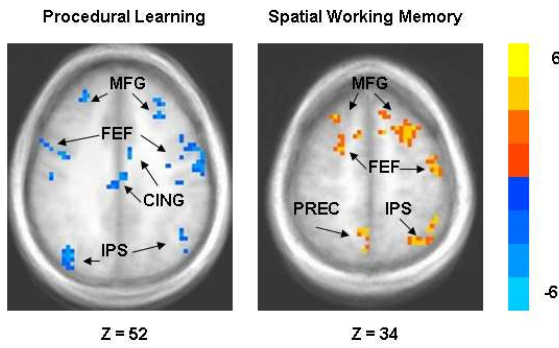 Procedural Learning
Spatial Working Memory
MFG
FEF
CING
IPS
MFG
FEF
PREC IPS
6
-6
Z = 52
Z = 34